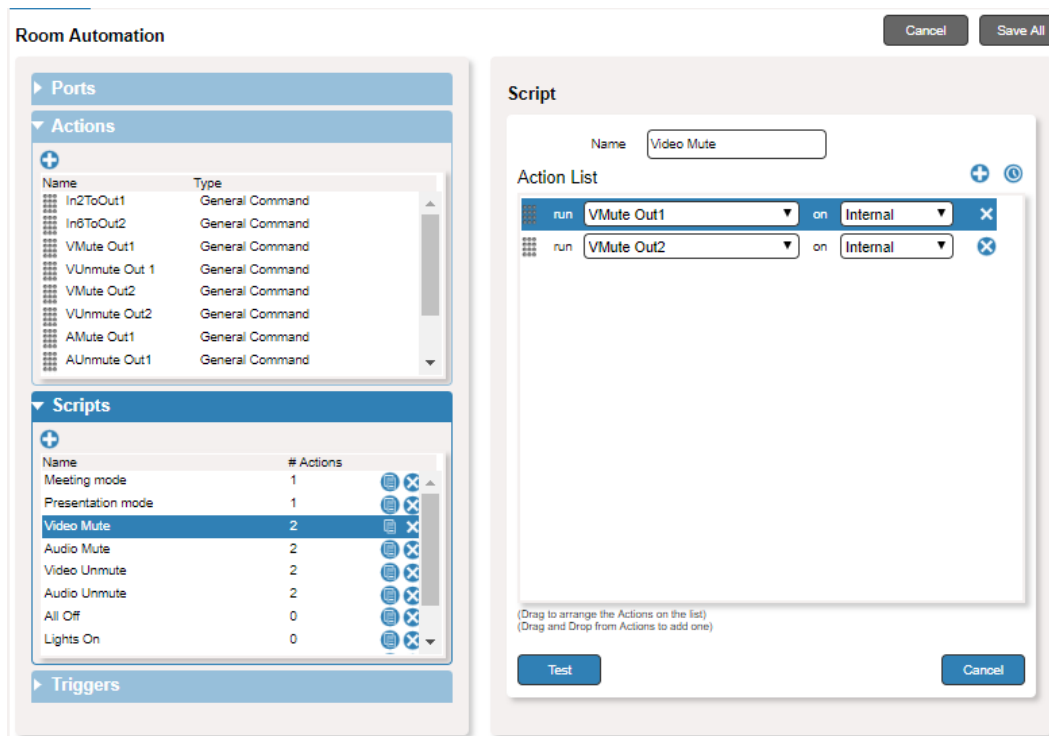 Room Automation
Cancel
Save All
Ports
Actions
Name Type
In2ToOut1 General Command
In6ToOut2 General Command
VMute Out1 General Command
VUnmute Out 1 General Command
VMute Out2 General Command
VUnmute Out2 General Command
AMute Out1 General Command
AUnmute Out1 General Command
Scripts
Name # Actions
Meeting mode 1
Presentation mode 1
Video Mute 2
Audio Mute 2
Video Unmute 2
Audio Unmute 2
All Off 0
Lights On 0
Triggers
Script
Name Video Mute
Action List
run VMute Out1 on Internal
run VMute Out2 on Internal
(Drag to arrange the Actions on the list)
(Drag and Drop from Actions to add one)
Test
Cancel